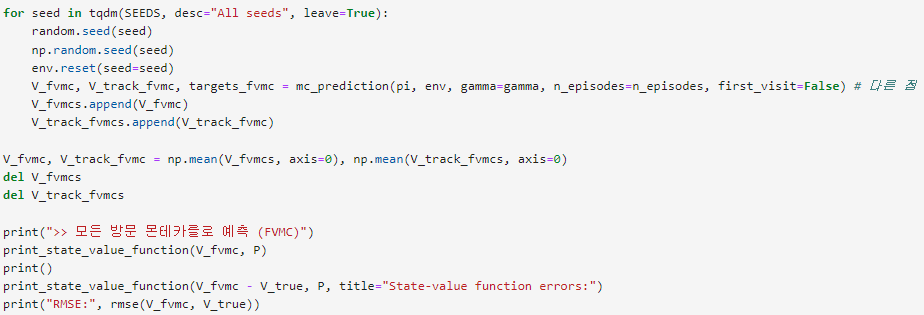 for seed in tqdm(SEEDS, desc="All seeds", leave=True):
    random.seed(seed)
    np.random.seed(seed)
    env.reset(seed=seed)
    V_fvmc, V_track_fvmc, targets_fvmc = mc_prediction(pi, env, gamma=gamma, n_episodes=n_episodes, first_visit=False) # 다른 점
    V_fvmcs.append(V_fvmc)
    V_track_fvmcs.append(V_track_fvmc)

V_fvmc, V_track_fvmc = np.mean(V_fvmcs, axis=0), np.mean(V_track_fvmcs, axis=0)
del V_fvmcs
del V_track_fvmcs

print(">> 모든 방문 몬테카를로 예측 (FVMC)")
print_state_value_function(V_fvmc, P)
print()
print_state_value_function(V_fvmc - V_true, P, title="State-value function errors:")
print("RMSE:", rmse(V_fvmc, V_true))